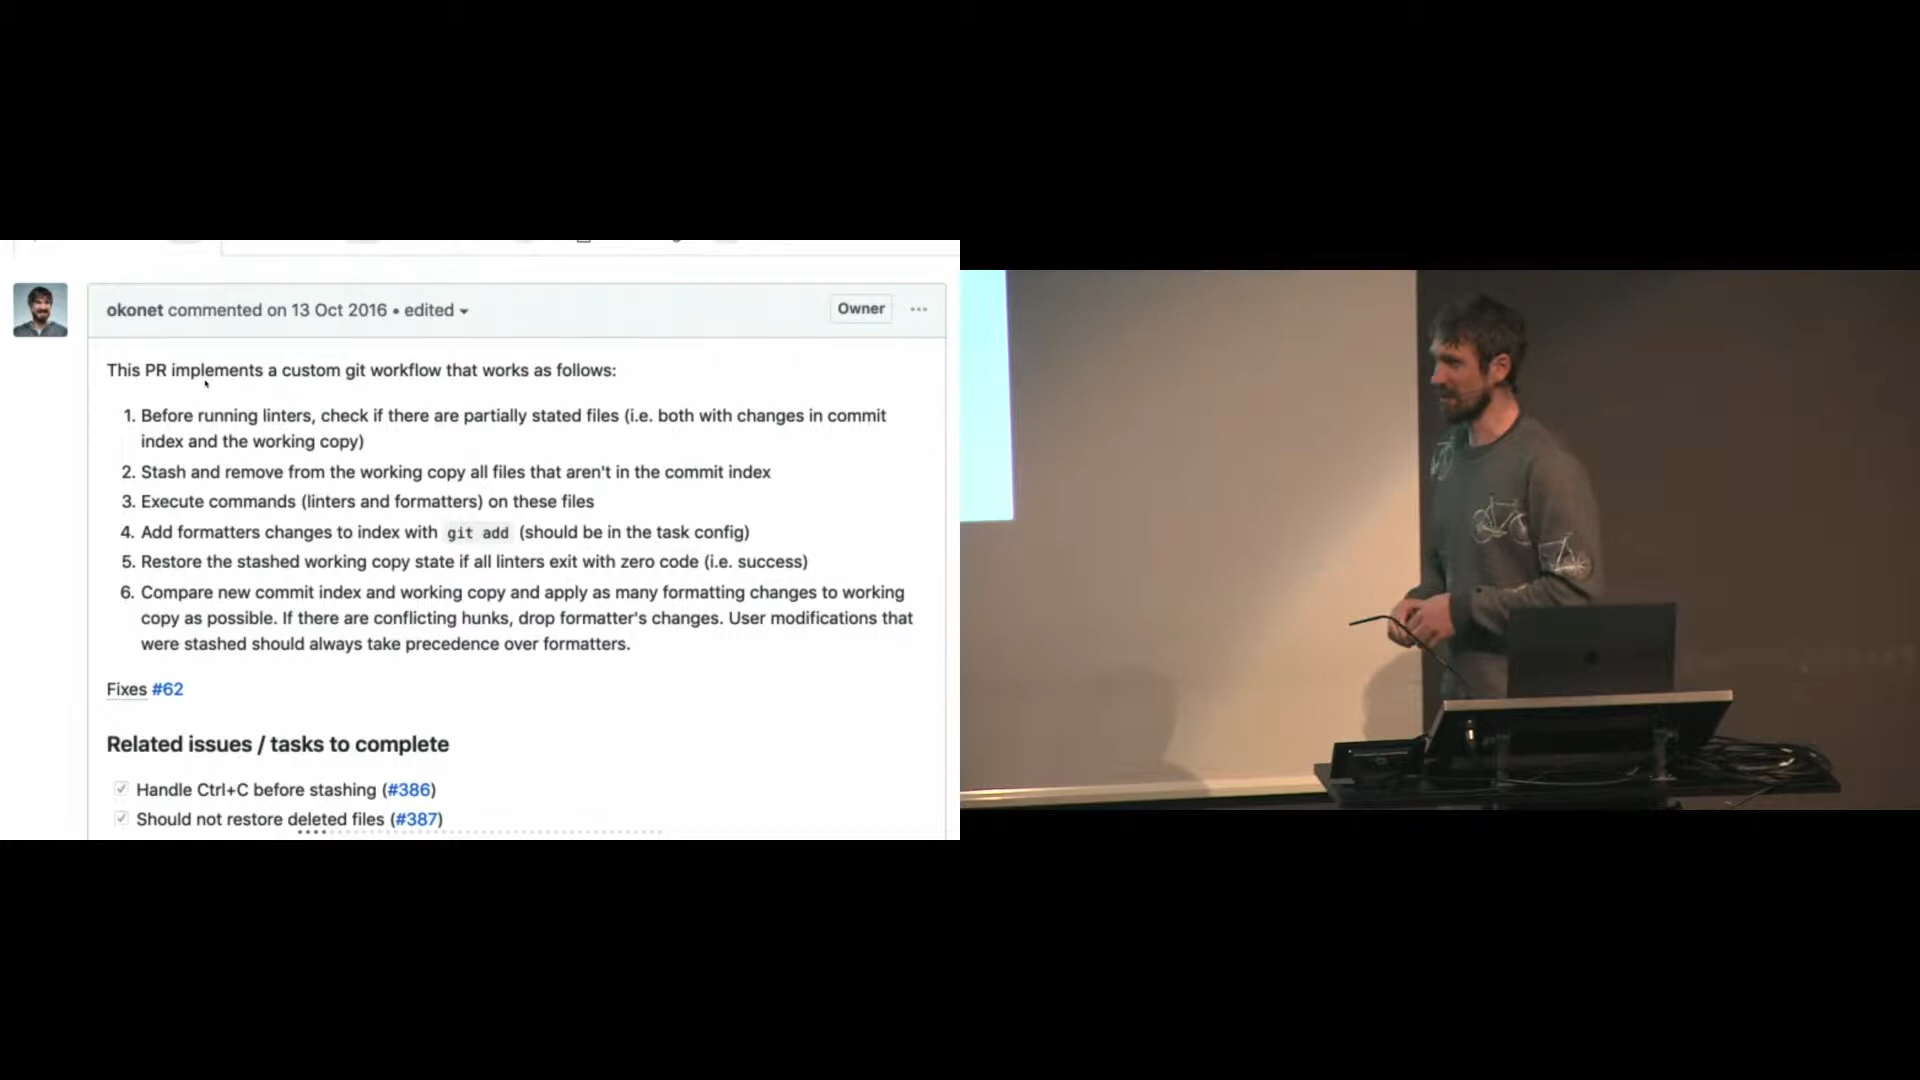 okonet commented on 13 Oct 2016 • edited
Owner
This PR implements a custom git workflow that works as follows:
1. Before running linters, check if there are partially stated files (i.e. both with changes in commit
index and the working copy)
2. Stash and remove from the working copy all files that aren't in the commit index
3. Execute commands (linters and formatters) on these files
4. Add formatters changes to index with git add (should be in the task config)
5. Restore the stashed working copy state if all linters exit with zero code (i.e. success)
6. Compare new commit index and working copy and apply as many formatting changes to working
copy as possible. If there are conflicting hunks, drop formatter's changes. User modifications that
were stashed should always take precedence over formatters.
Fixes #62
Related issues / tasks to complete
Handle Ctrl+C before stashing (#386)
Should not restore deleted files (#387)